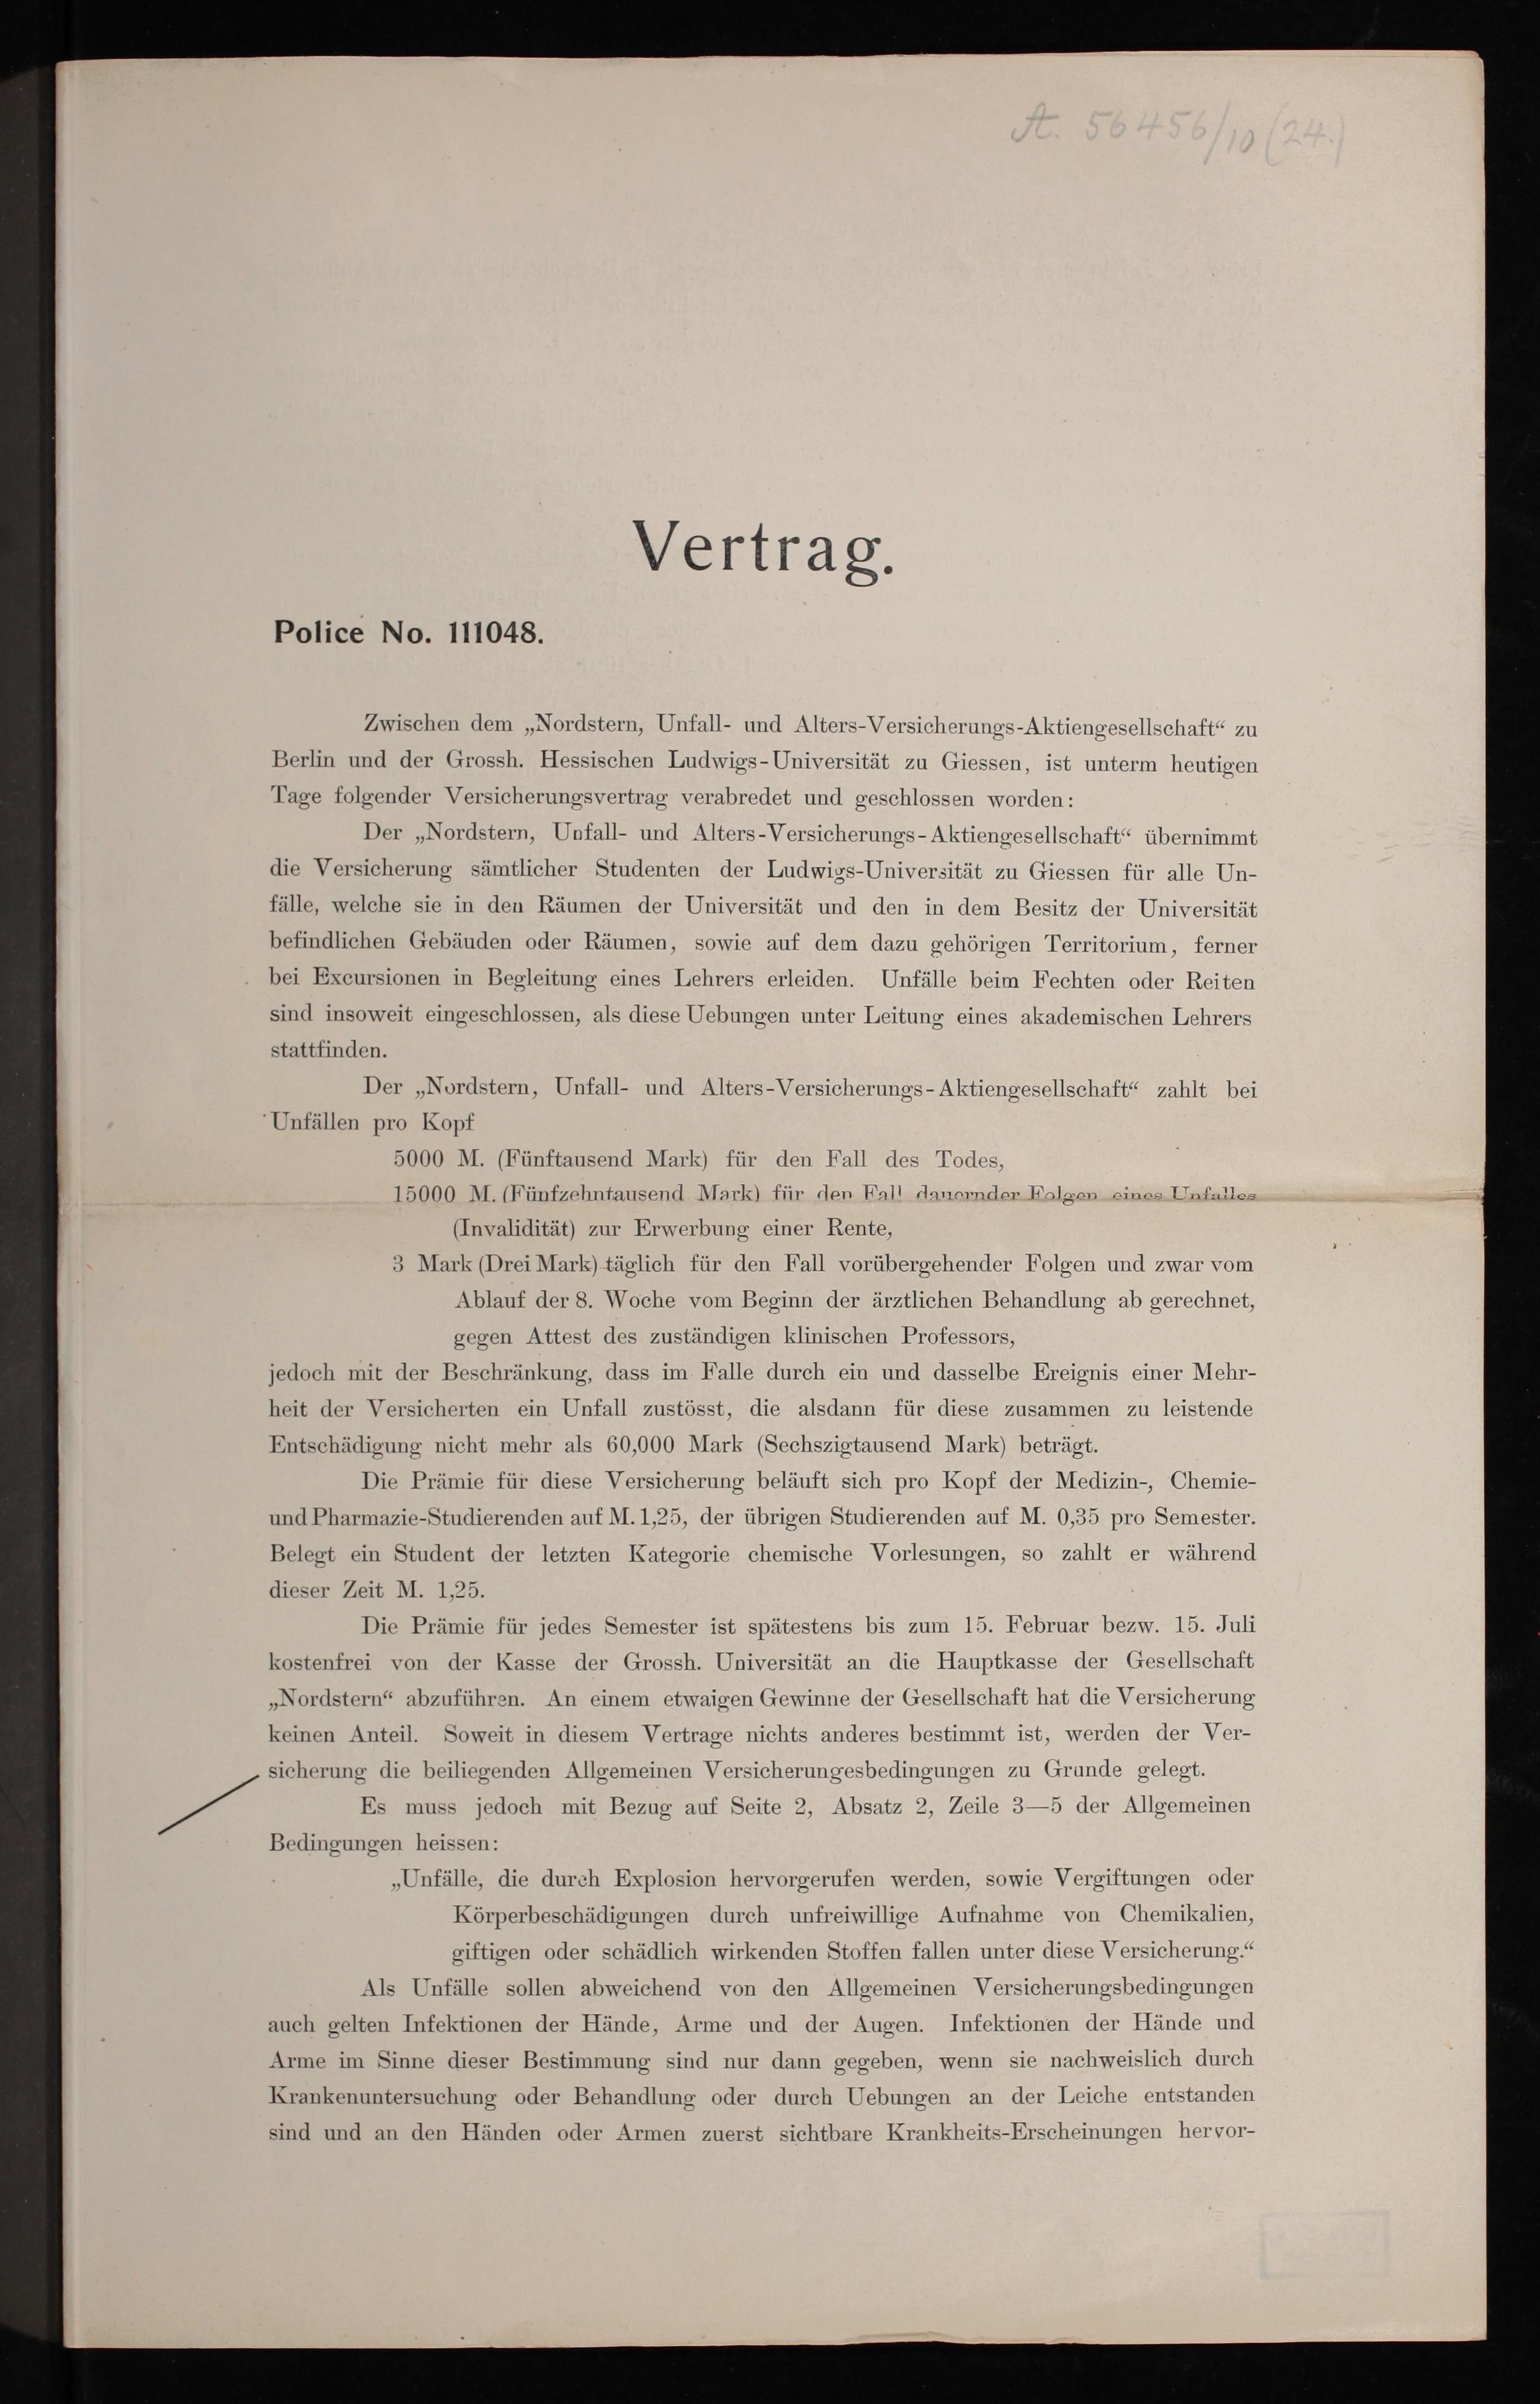 A. 56456/10 (24.)
Vertrag.
Police No. 111048.
Zwischen dem „Nordstern, Unfall- und Alters-Versicherungs-Aktiengesellschaft“ zu
Berlin und der Grossh. Hessischen Ludwigs-Universität zu Giessen, ist unterm heutigen
Tage folgender Versicherungsvertrag verabredet und geschlossen worden:
Der „Nordstern, Unfall- und Alters-Versicherungs-Aktiengesellschaft“ übernimmt
die Versicherung sämtlicher Studenten der Ludwigs-Universität zu Giessen für alle Un-
fälle, welche sie in den Räumen der Universität und den in dem Besitz der Universität
befindlichen Gebäuden oder Räumen, sowie auf dem dazu gehörigen Territorium, ferner
bei Excursionen in Begleitung eines Lehrers erleiden. Unfälle beim Fechten oder Reiten
sind insoweit eingeschlossen, als diese Uebungen unter Leitung eines akademischen Lehrers
stattfinden.
Der „Nordstern, Unfall- und Alters-Versicherungs-Aktiengesellschaft“ zahlt bei
Unfällen pro Kopf
5000 M. (Fünftausend Mark) für den Fall des Todes,
15000 M. (Fünfzehntausend Mark) für den Fall dauernder Folgen eines Unfalles
(Invalidität) zur Erwerbung einer Rente,
3 Mark (Drei Mark) täglich für den Fall vorübergehender Folgen und zwar vom
Ablauf der 8. Woche vom Beginn der ärztlichen Behandlung ab gerechnet,
gegen Attest des zuständigen klinischen Professors,
jedoch mit der Beschränkung, dass im Falle durch ein und dasselbe Ereignis einer Mehr-
heit der Versicherten ein Unfall zustösst, die alsdann für diese zusammen zu leistende
Entschädigung nicht mehr als 60,000 Mark (Sechszigtausend Mark) beträgt.
Die Prämie für diese Versicherung beläuft sich pro Kopf der Medizin-, Chemie-
und Pharmazie-Studierenden auf M. 1,25, der übrigen Studierenden auf M. 0,35 pro Semester.
Belegt ein Student der letzten Kategorie chemische Vorlesungen, so zahlt er während
dieser Zeit M. 1,25.
Die Prämie für jedes Semester ist spätestens bis zum 15. Februar bezw. 15. Juli
kostenfrei von der Kasse der Grossh. Universität an die Hauptkasse der Gesellschaft
„Nordstern“ abzuführen. An einem etwaigen Gewinne der Gesellschaft hat die Versicherung
keinen Anteil. Soweit in diesem Vertrage nichts anderes bestimmt ist, werden der Ver-
sicherung die beiliegenden Allgemeinen Versicherungesbedingungen zu Grunde gelegt.
Es muss jedoch mit Bezug auf Seite 2, Absatz 2, Zeile 3—5 der Allgemeinen
Bedingungen heissen:
„Unfälle, die durch Explosion hervorgerufen werden, sowie Vergiftungen oder
Körperbeschädigungen durch unfreiwillige Aufnahme von Chemikalien,
giftigen oder schädlich wirkenden Stoffen fallen unter diese Versicherung.“
Als Unfälle sollen abweichend von den Allgemeinen Versicherungsbedingungen
auch gelten Infektionen der Hände, Arme und der Augen. Infektionen der Hände und
Arme im Sinne dieser Bestimmung sind nur dann gegeben, wenn sie nachweislich durch
Krankenuntersuchung oder Behandlung oder durch Uebungen an der Leiche entstanden
sind und an den Händen oder Armen zuerst sichtbare Krankheits-Erscheinungen hervor-